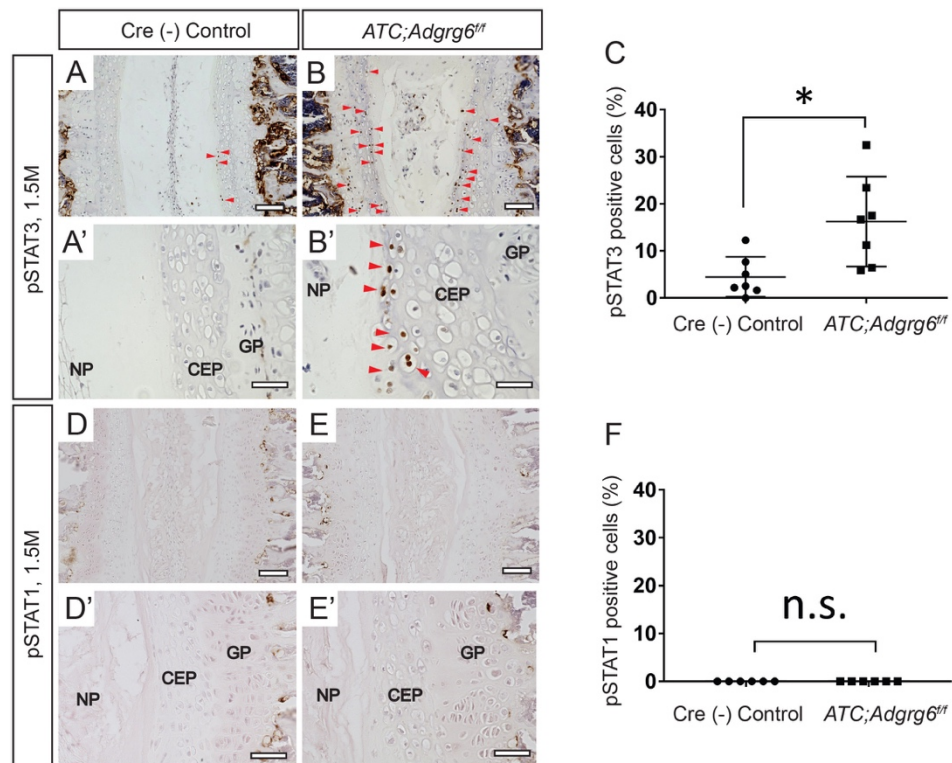 Cre (-) Control
ATC;Adgrg6f/f
pSTAT3, 1.5M
A
B
A'
NP
CEP
GP
B'
NP
CEP
GP
C
pSTAT3 positive cells (%)
40
30
20
10
0
*
Cre (-) Control
ATC;Adgrg6f/f
pSTAT1, 1.5M
D
E
D'
NP
CEP
GP
E'
NP
CEP
GP
F
pSTAT1 positive cells (%)
40
30
20
10
0
n.s.
Cre (-) Control
ATC;Adgrg6f/f